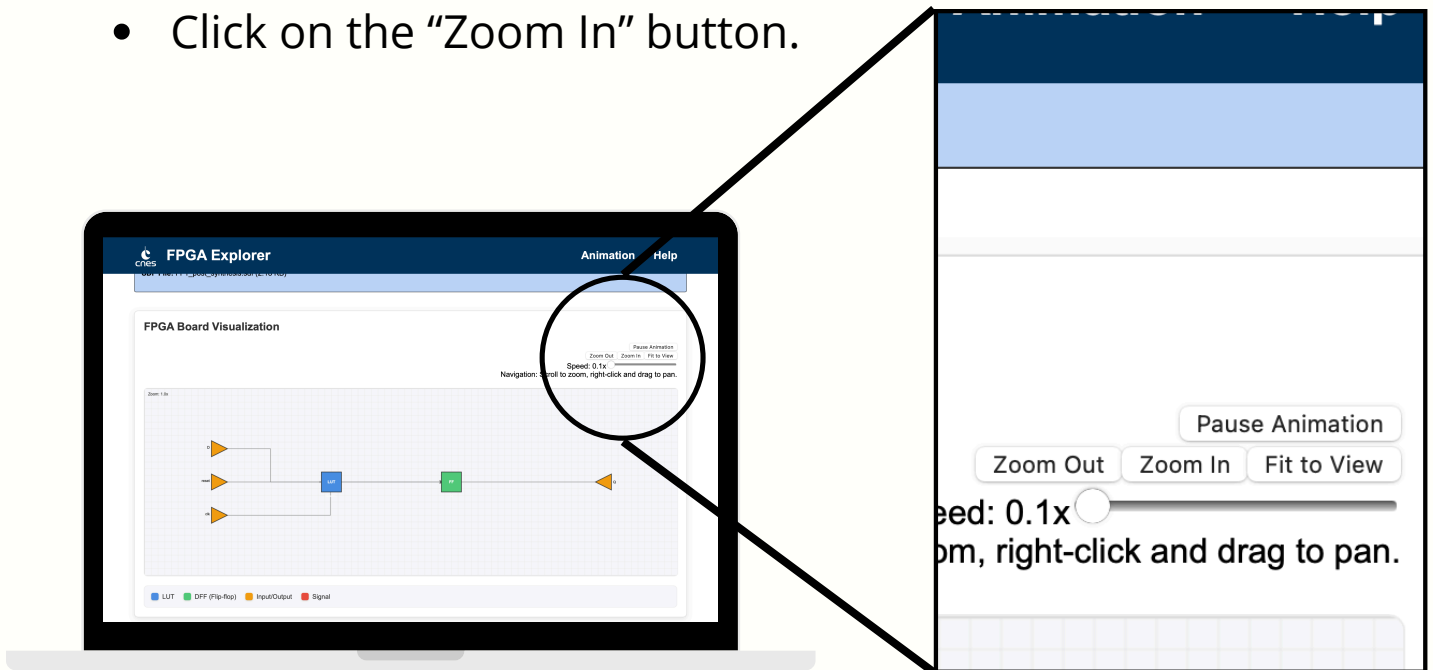 • Click on the “Zoom In” button.
cnes
FPGA Explorer
Animation Help
FPGA Board Visualization
Pause Animation
Zoom Out Zoom In Fit to View
Speed: 0.1x
Navigation: Scroll to zoom, right-click and drag to pan.
Zoom: 1.0x
D
reset
clk
LUT
FF
Q
LUT DFF (Flip-flop) Input/Output Signal
Pause Animation
Zoom Out Zoom In Fit to View
eed: 0.1x
om, right-click and drag to pan.